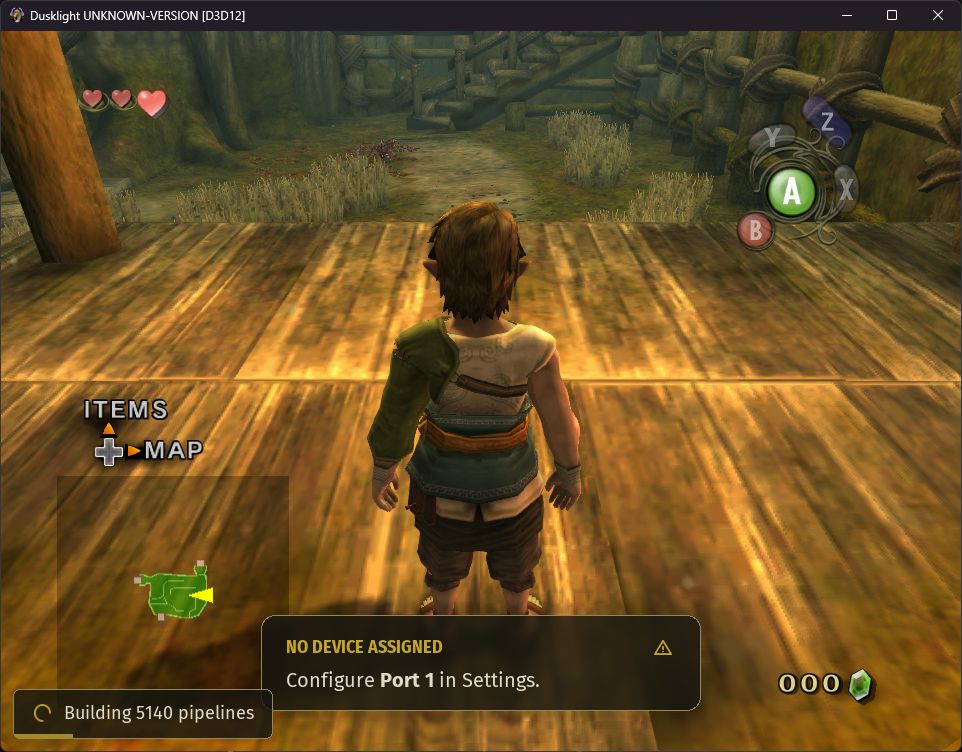 Dusklight UNKNOWN-VERSION [D3D12]
Z
Y
A
X
B
ITEMS
MAP
NO DEVICE ASSIGNED
Configure Port 1 in Settings.
000
Building 5140 pipelines